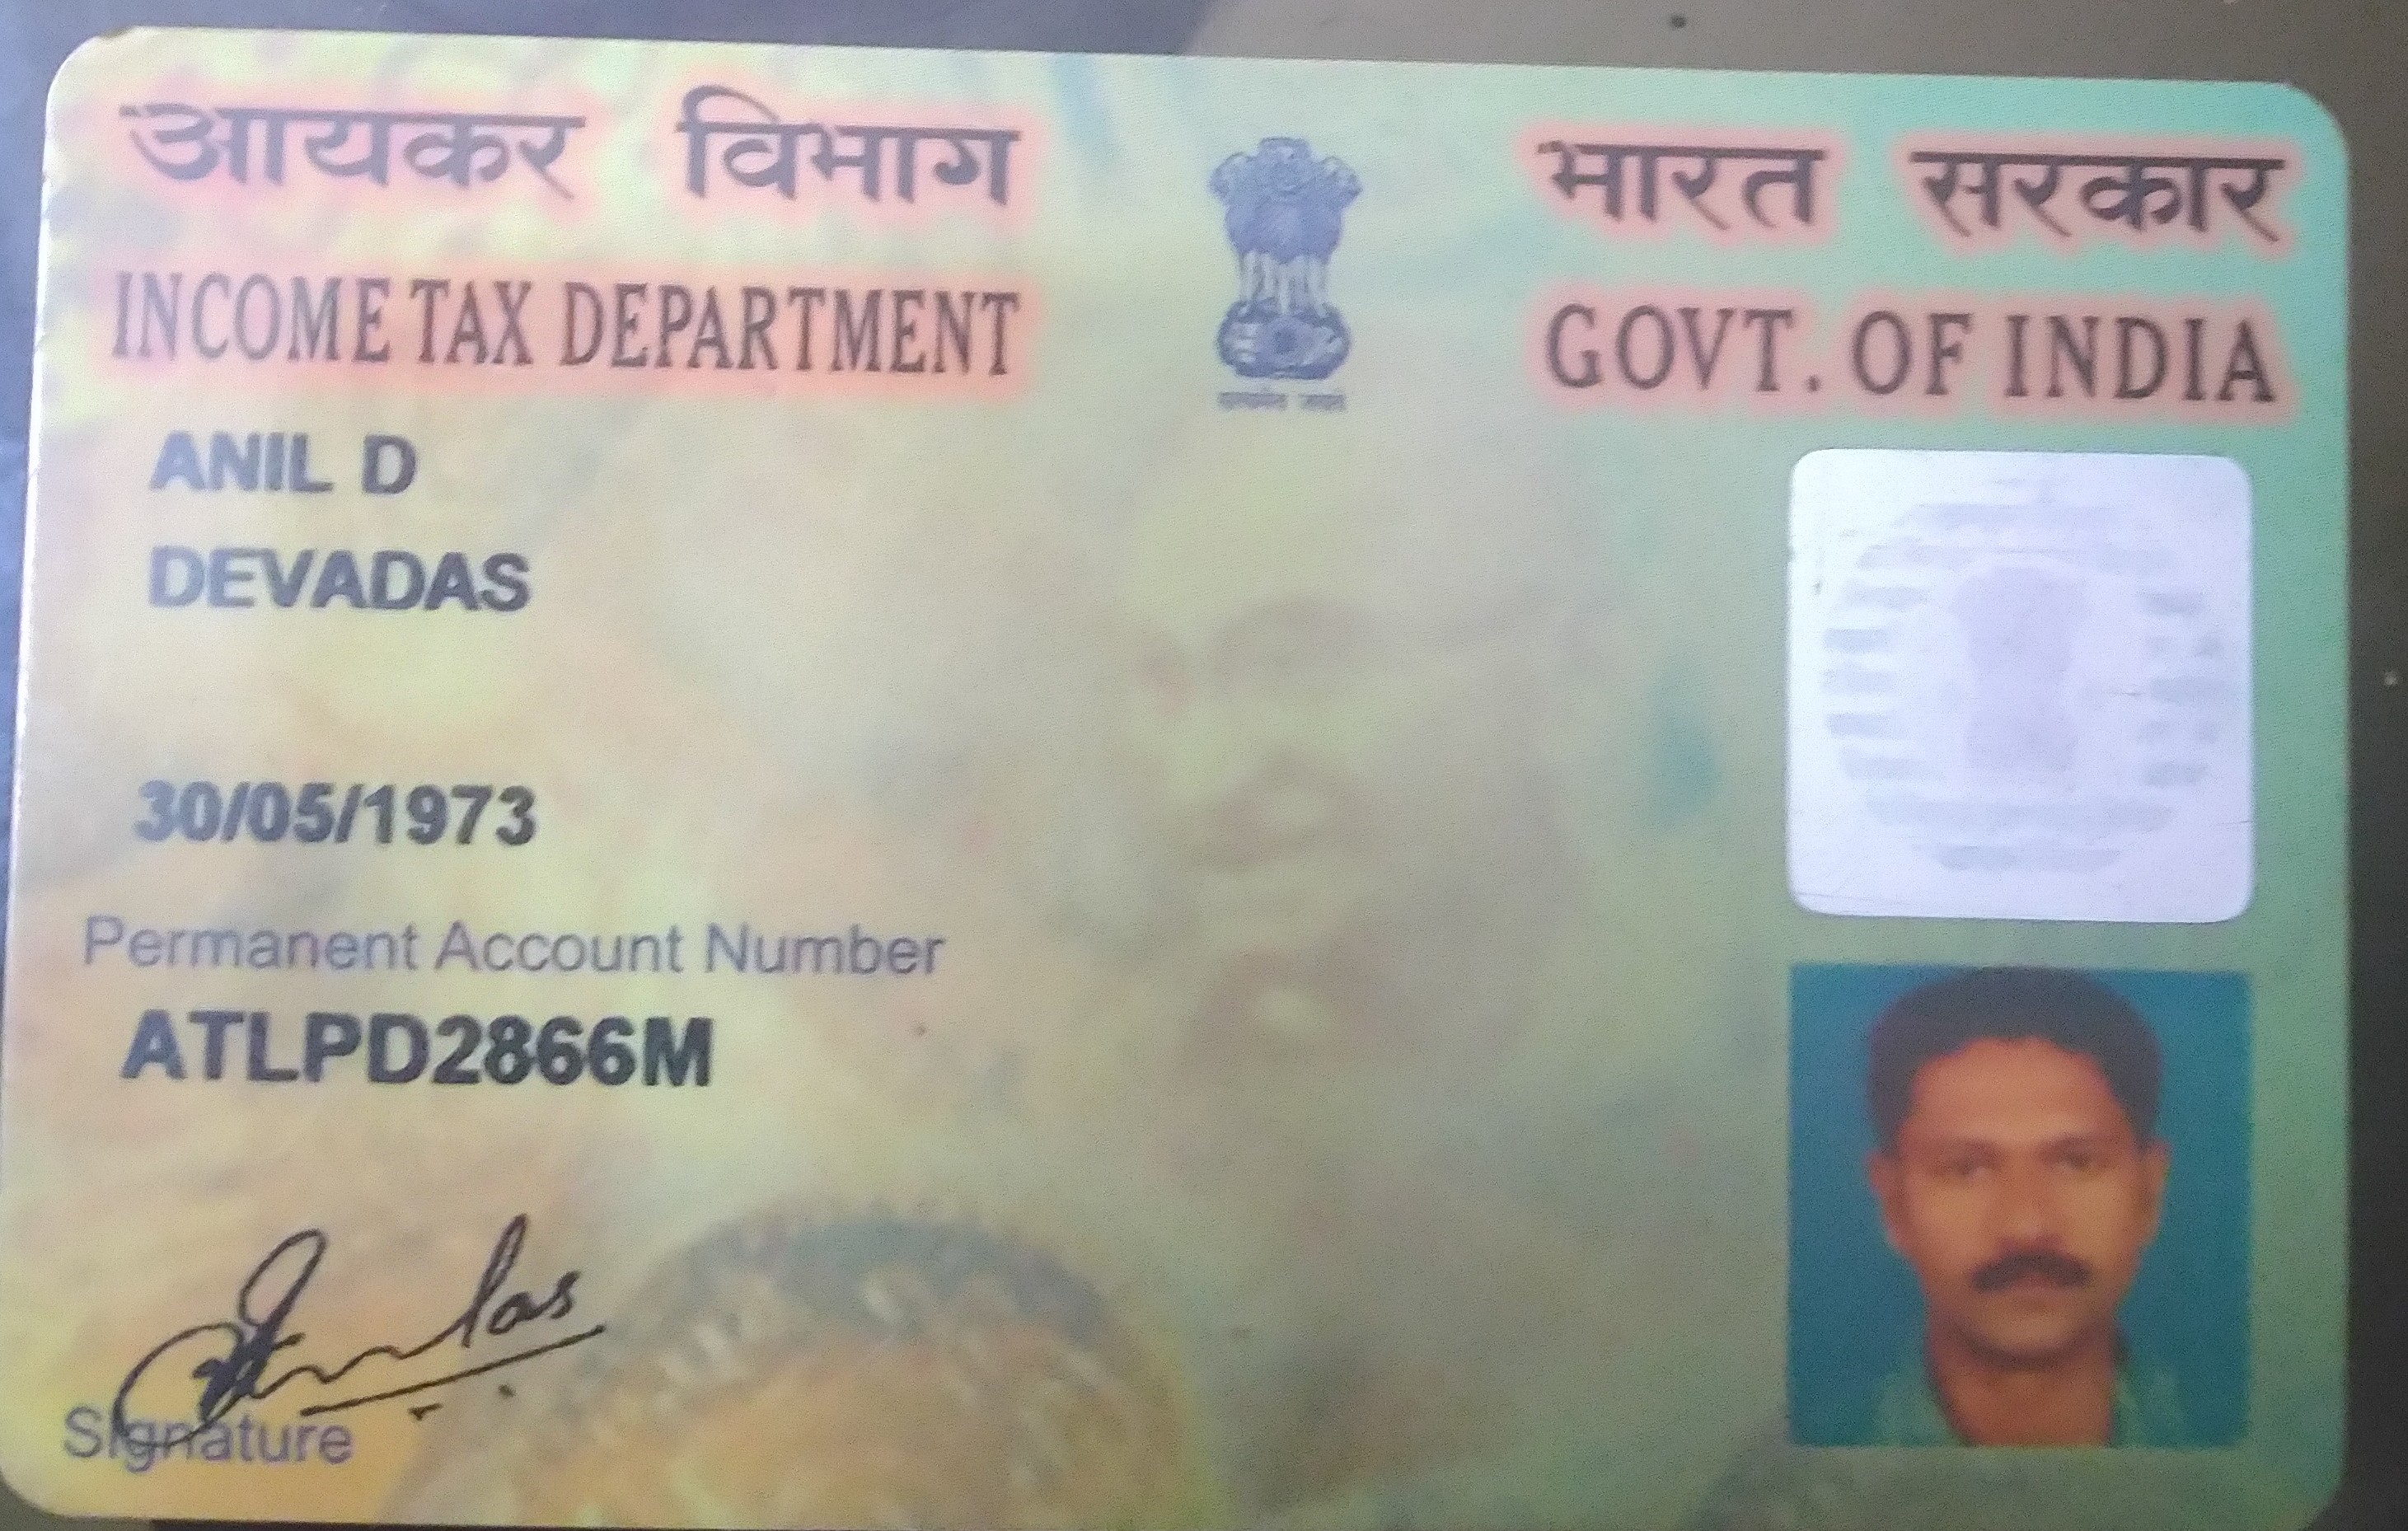 आयकर विभाग
INCOME TAX DEPARTMENT
भारत सरकार
GOVT. OF INDIA
सत्यमेव जयते
ANIL D
DEVADAS
30/05/1973
Permanent Account Number
ATLPD2866M
Signature